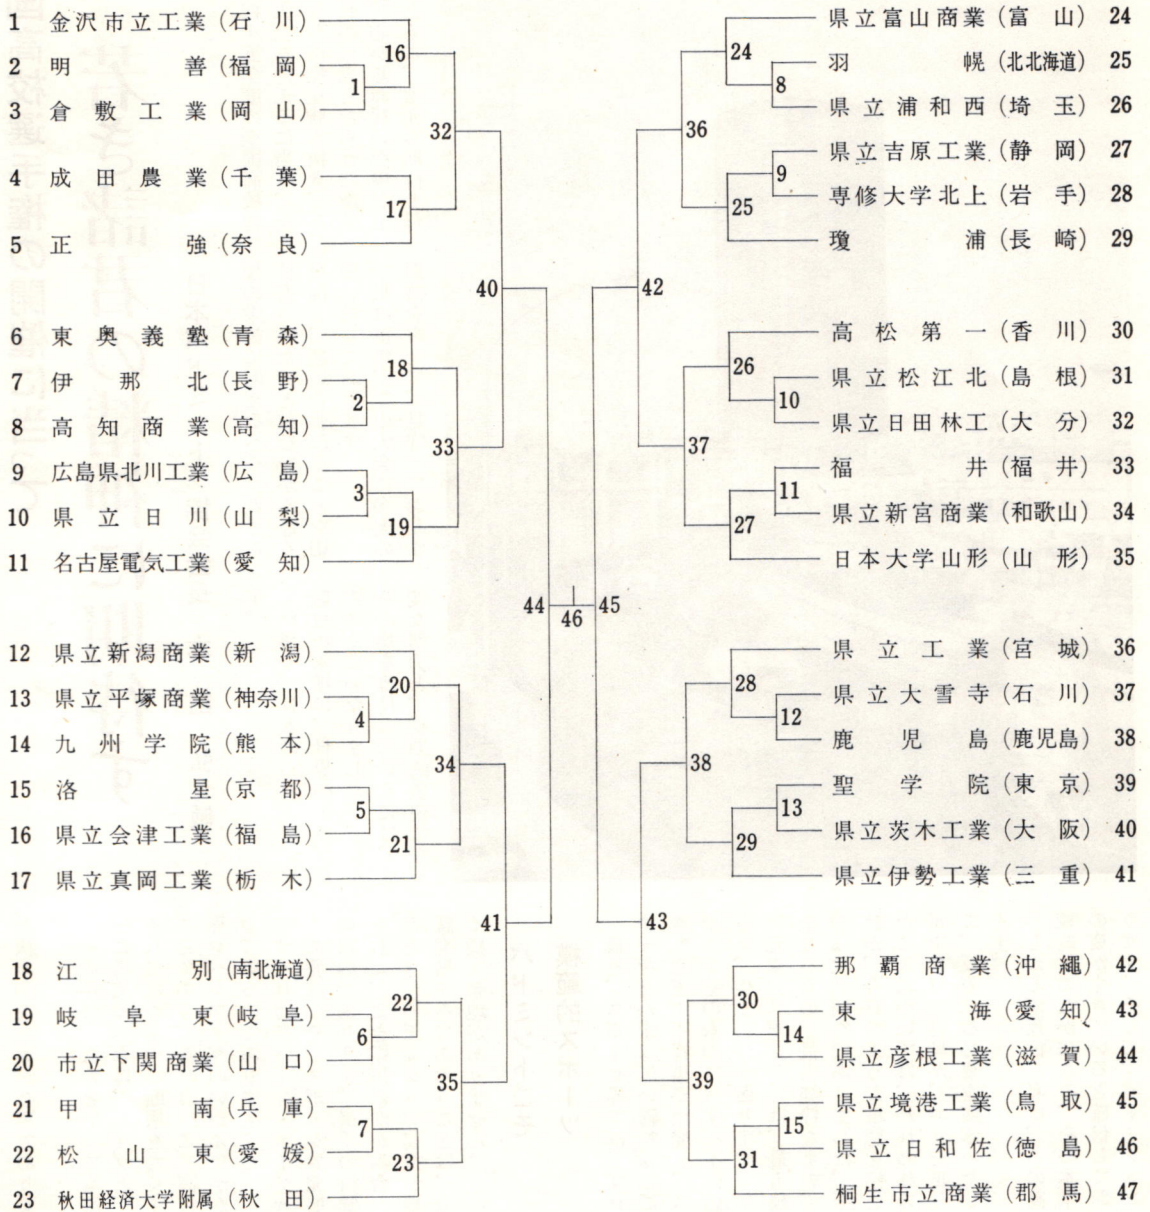 1 金沢市立工業（石川）
2 明善（福岡）
3 倉敷工業（岡山）
4 成田農業（千葉）
5 正強（奈良）
6 東奥義塾（青森）
7 伊那北（長野）
8 高知商業（高知）
9 広島県北川工業（広島）
10 県立日川（山梨）
11 名古屋電気工業（愛知）
12 県立新潟商業（新潟）
13 県立平塚商業（神奈川）
14 九州学院（熊本）
15 洛星（京都）
16 県立会津工業（福島）
17 県立真岡工業（栃木）
18 江別（南北海道）
19 岐阜東（岐阜）
20 市立下関商業（山口）
21 甲南（兵庫）
22 松山東（愛媛）
23 秋田経済大学附属（秋田）
16
1
32
17
40
18
2
33
3
19
44
46
45
20
4
34
5
21
41
22
6
35
7
23
県立富山商業（富山）24
羽幌（北北海道）25
県立浦和西（埼玉）26
県立吉原工業（静岡）27
専修大学北上（岩手）28
瓊浦（長崎）29
高松第一（香川）30
県立松江北（島根）31
県立日田林工（大分）32
福井（福井）33
県立新宮商業（和歌山）34
日本大学山形（山形）35
県立工業（宮城）36
県立大雪寺（石川）37
鹿児島（鹿児島）38
聖学院（東京）39
県立茨木工業（大阪）40
県立伊勢工業（三重）41
那覇商業（沖縄）42
東海（愛知）43
県立彦根工業（滋賀）44
県立境港工業（鳥取）45
県立日和佐（徳島）46
桐生市立商業（郡馬）47
24
8
36
9
25
42
26
10
37
11
27
28
12
38
13
29
43
30
14
39
15
31